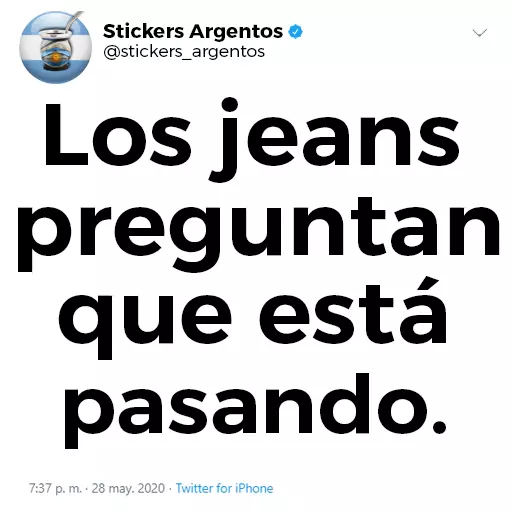 Stickers Argentos
@stickers_argentos
Los jeans
preguntan
que está
pasando.
7:37 p. m. · 28 may. 2020 · Twitter for iPhone